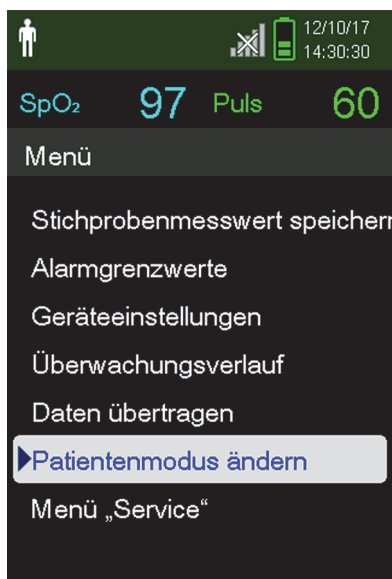 12/10/17
14:30:30
SpO₂ 97 Puls 60
Menü
Stichprobenmesswert speichern
Alarmgrenzwerte
Geräteeinstellungen
Überwachungsverlauf
Daten übertragen
Patientenmodus ändern
Menü „Service“